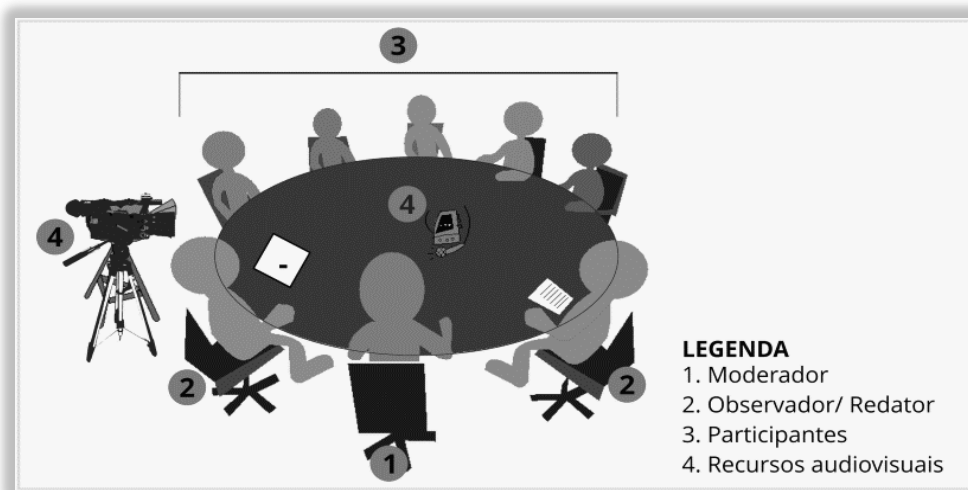 3
4
4
2
2
1
LEGENDA
1. Moderador
2. Observador/ Redator
3. Participantes
4. Recursos audiovisuais